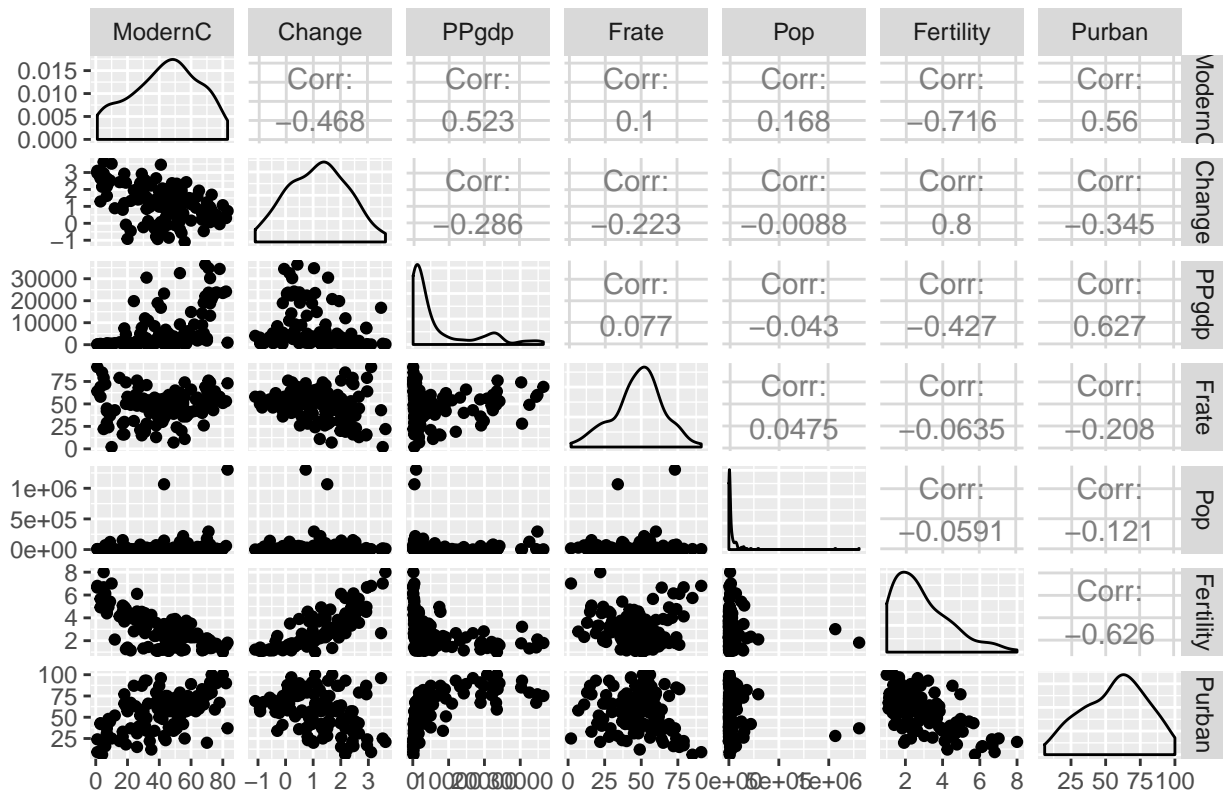 ModernC Change PPgdp Frate Pop Fertility Purban
0.015 0.010 0.005 0.000
Corr: −0.468
Corr: 0.523
Corr: 0.1
Corr: 0.168
Corr: −0.716
Corr: 0.56
ModernC
3 2 1 0 −1
Corr: −0.286
Corr: −0.223
Corr: −0.0088
Corr: 0.8
Corr: −0.345
Change
30000 20000 10000 0
Corr: 0.077
Corr: −0.043
Corr: −0.427
Corr: 0.627
PPgdp
75 50 25 0
Corr: 0.0475
Corr: −0.0635
Corr: −0.208
Frate
1e+06 5e+05 0e+00
Corr: −0.0591
Corr: −0.121
Pop
8 6 4 2
Corr: −0.626
Fertility
100 75 50 25
Purban
0 20 40 60 80 −1 0 1 2 3 0 10000 20000 30000 0 25 50 75 0e+00 5e+05 1e+06 2 4 6 8 25 50 75 100